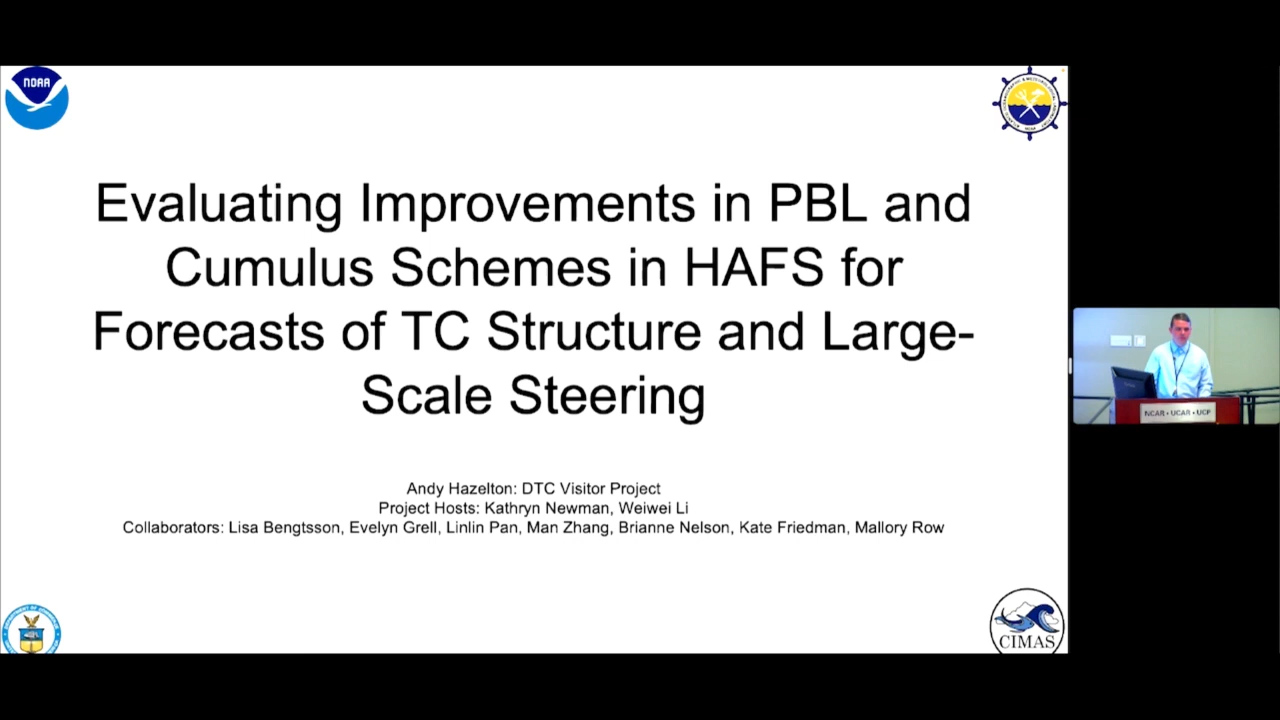 NOAA
Evaluating Improvements in PBL and
Cumulus Schemes in HAFS for
Forecasts of TC Structure and Large-
Scale Steering
Andy Hazelton: DTC Visitor Project
Project Hosts: Kathryn Newman, Weiwei Li
Collaborators: Lisa Bengtsson, Evelyn Grell, Linlin Pan, Man Zhang, Brianne Nelson, Kate Friedman, Mallory Row
CIMAS
NCAR • UCAR • UCP